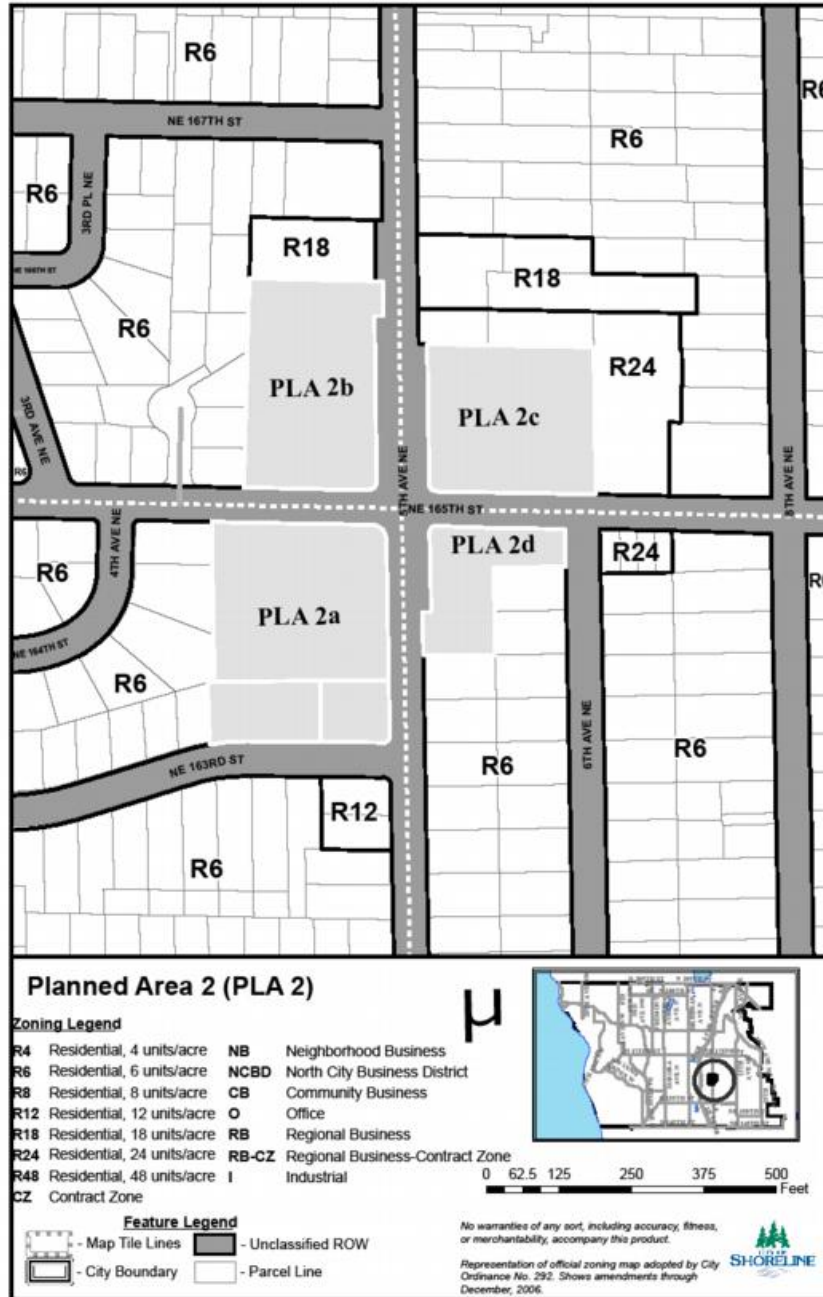 R6
NE 167TH ST
R6
R6
3RD PL NE
R6
R18
R18
R6
PLA 2b
PLA 2c
R24
3RD AVE NE
R6
5TH AVE NE
NE 165TH ST
8TH AVE NE
4TH AVE NE
R6
PLA 2d
R24
PLA 2a
NE 164TH ST
R6
R6
6TH AVE NE
R6
NE 163RD ST
R12
R6
Planned Area 2 (PLA 2)
Zoning Legend
R4 Residential, 4 units/acre NB Neighborhood Business
R6 Residential, 6 units/acre NCBD North City Business District
R8 Residential, 8 units/acre CB Community Business
R12 Residential, 12 units/acre O Office
R18 Residential, 18 units/acre RB Regional Business
R24 Residential, 24 units/acre RB-CZ Regional Business-Contract Zone
R48 Residential, 48 units/acre I Industrial
CZ Contract Zone
µ
0 62.5 125 250 375 500
Feet
Feature Legend
- Map Tile Lines - Unclassified ROW
- City Boundary - Parcel Line
No warranties of any sort, including accuracy, fitness,
or merchantability, accompany this product.
Representation of official zoning map adopted by City
Ordinance No. 292. Shows amendments through
December, 2006.
CITY OF
SHORELINE